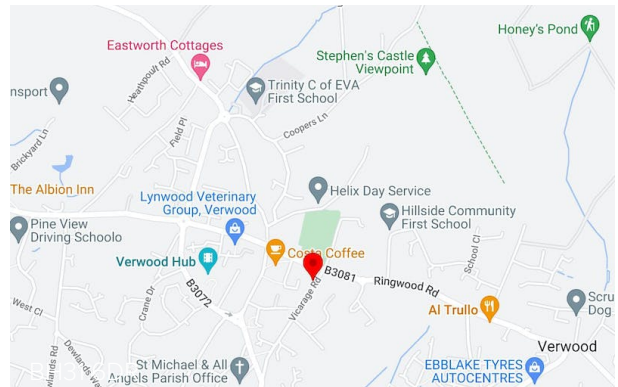 Honey's Pond
Eastworth Cottages
Stephen's Castle
Viewpoint
Heathpoult Rd
nsport
Trinity C of EVA
First School
Coopers Ln
Field Pl
Brickyard Ln
The Albion Inn
Lynwood Veterinary
Group, Verwood
Helix Day Service
Hillside Community
First School
Pine View
Driving Schoolo
Costa Coffee
Verwood Hub
B3081
Ringwood Rd
School Cl
B3072
Crane Dr
Vicarage Rd
West Cl
Al Trullo
Scru
Dog
Verwood
St Michael & All
Angels Parish Office
EBBLAKE TYRES
AUTOCENTRES